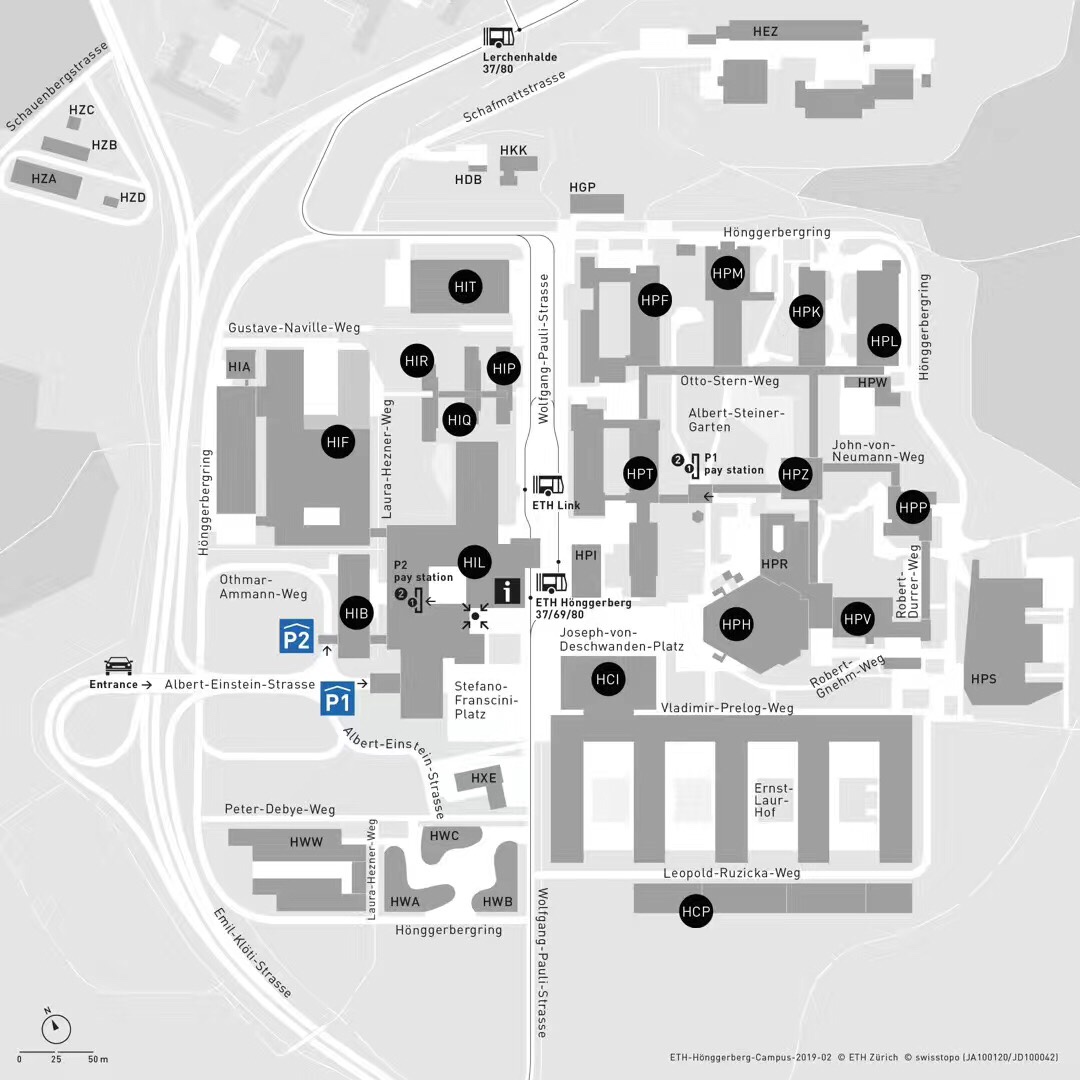 HEZ
Lerchenhalde
37/80
Schauenbergstrasse
Schafmattstrasse
HZC
HZB
HZA
HZD
HKK
HDB
HGP
Hönggerbergring
HIT
HPF
HPM
HPK
HPL
Hönggerbergring
Wolfgang-Pauli-Strasse
Gustave-Naville-Weg
HIA
HIR
HIP
HIQ
HIF
Laura-Hezner-Weg
Otto-Stern-Weg
HPW
Albert-Steiner-
Garten
John-von-
Neumann-Weg
HPT
2
1
P1
pay station
HPZ
HPP
Hönggerbergring
ETH Link
HIL
HPI
HPR
Robert-
Durrer-Weg
P2
pay station
2
1
i
Othmar-
Ammann-Weg
HIB
ETH Hönggerberg
37/69/80
HPH
HPV
P2
Joseph-von-
Deschwanden-Platz
HCI
Robert-
Gnehm-Weg
HPS
Entrance →
Albert-Einstein-Strasse
P1
Stefano-
Franscini-
Platz
Vladimir-Prelog-Weg
Albert-Einstein-Strasse
HXE
Ernst-
Laur-
Hof
Peter-Debye-Weg
HWW
Laura-Hezner-Weg
HWC
HWA
HWB
Leopold-Ruzicka-Weg
HCP
Hönggerbergring
Emil-Klöti-Strasse
Wolfgang-Pauli-Strasse
N
0 25 50 m
ETH-Hönggerberg-Campus-2019-02 © ETH Zürich © swisstopo (JA100120/JD100042)